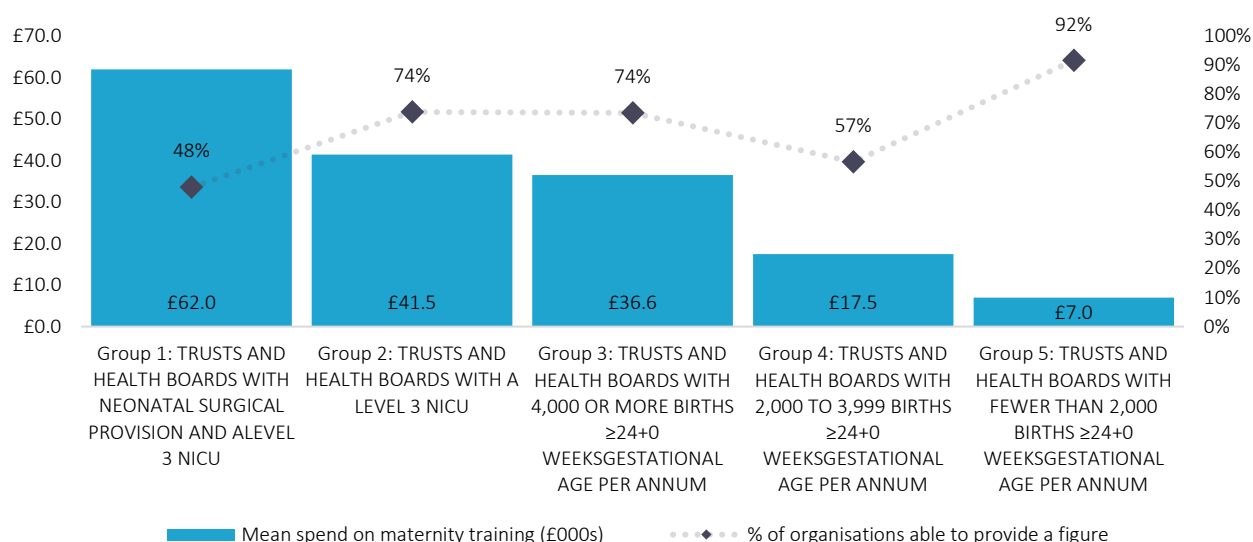 92%
£70.0
100%
90%
£60.0
74%
74%
80%
£50.0
70%
57%
£40.0
48%
60%
50%
£30.0
40%
£20.0
30%
20%
£10.0
£62.0
£41.5
£36.6
£17.5
£7.0
10%
£0.0
0%
Group 1: TRUSTS AND
HEALTH BOARDS WITH
NEONATAL SURGICAL
PROVISION AND ALEVEL
3 NICU
Group 2: TRUSTS AND
HEALTH BOARDS WITH A
LEVEL 3 NICU
Group 3: TRUSTS AND
HEALTH BOARDS WITH
4,000 OR MORE BIRTHS
≥24+0
WEEKSGESTATIONAL
AGE PER ANNUM
Group 4: TRUSTS AND
HEALTH BOARDS WITH
2,000 TO 3,999 BIRTHS
≥24+0
WEEKSGESTATIONAL
AGE PER ANNUM
Group 5: TRUSTS AND
HEALTH BOARDS WITH
FEWER THAN 2,000
BIRTHS ≥24+0
WEEKSGESTATIONAL
AGE PER ANNUM
Mean spend on maternity training (£000s)
% of organisations able to provide a figure